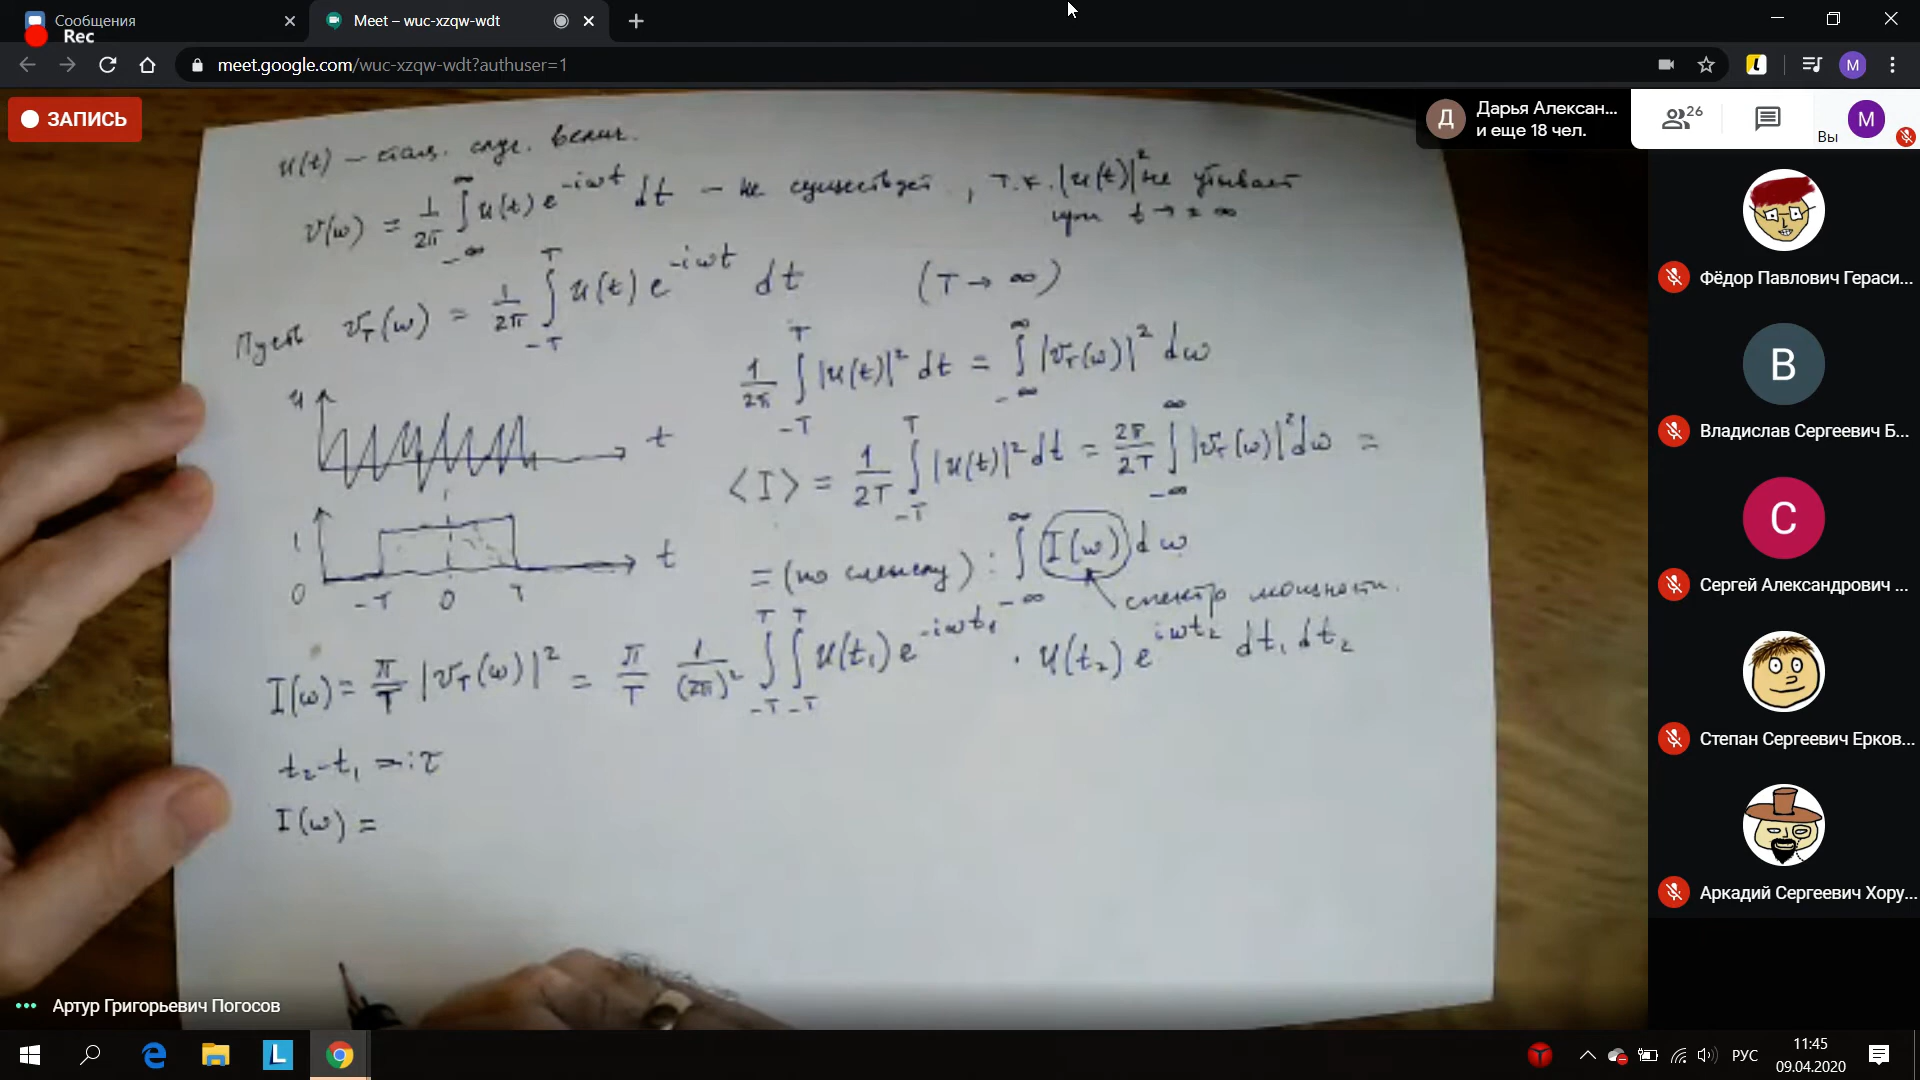 Сообщения
Rec
Meet – wuc-xzqw-wdt
meet.google.com/wuc-xzqw-wdt?authuser=1
ЗАПИСЬ
Д
Дарья Алексан...
и еще 18 чел.
26
Вы
M
M
u(t) – стац. случ. велич.
v(ω) = 1/2π ∫_{-∞}^{∞} u(t) e^{-iωt} dt – не существует, т.к. |u(t)|² не убывает
при t → ± ∞
Пусть v_T(ω) = 1/2π ∫_{-T}^{T} u(t) e^{-iωt} dt (T → ∞)
1/2π ∫_{-T}^{T} |u(t)|² dt = ∫_{-∞}^{∞} |v_T(ω)|² dω
u t
⟨I⟩ = 1/2T ∫_{-T}^{T} |u(t)|² dt = 2π/2T ∫_{-∞}^{∞} |v_T(ω)|² dω =
1 0 -T 0 T t
= (по смыслу) : ∫_{-∞}^{∞} I(ω) dω
спектр мощности.
I(ω) = π/T |v_T(ω)|² = π/T 1/(2π)² ∫_{-T}^{T} ∫_{-T}^{T} u(t₁) e^{-iωt₁} · u(t₂) e^{iωt₂} dt₁ dt₂
t₂-t₁ =: τ
I(ω) =
Фёдор Павлович Гераси...
В
Владислав Сергеевич Б...
С
Сергей Александрович ...
Степан Сергеевич Ерков...
Аркадий Сергеевич Хору...
Артур Григорьевич Погосов
L
РУС
11:45
09.04.2020